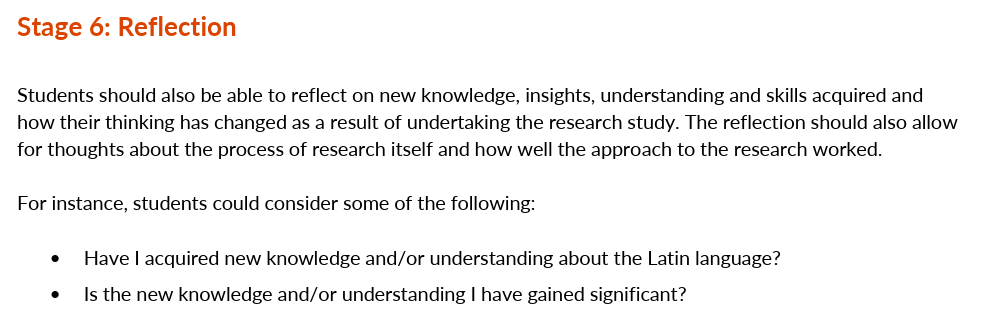 Stage 6: Reflection
Students should also be able to reflect on new knowledge, insights, understanding and skills acquired and
how their thinking has changed as a result of undertaking the research study. The reflection should also allow
for thoughts about the process of research itself and how well the approach to the research worked.
For instance, students could consider some of the following:
• Have I acquired new knowledge and/or understanding about the Latin language?
• Is the new knowledge and/or understanding I have gained significant?